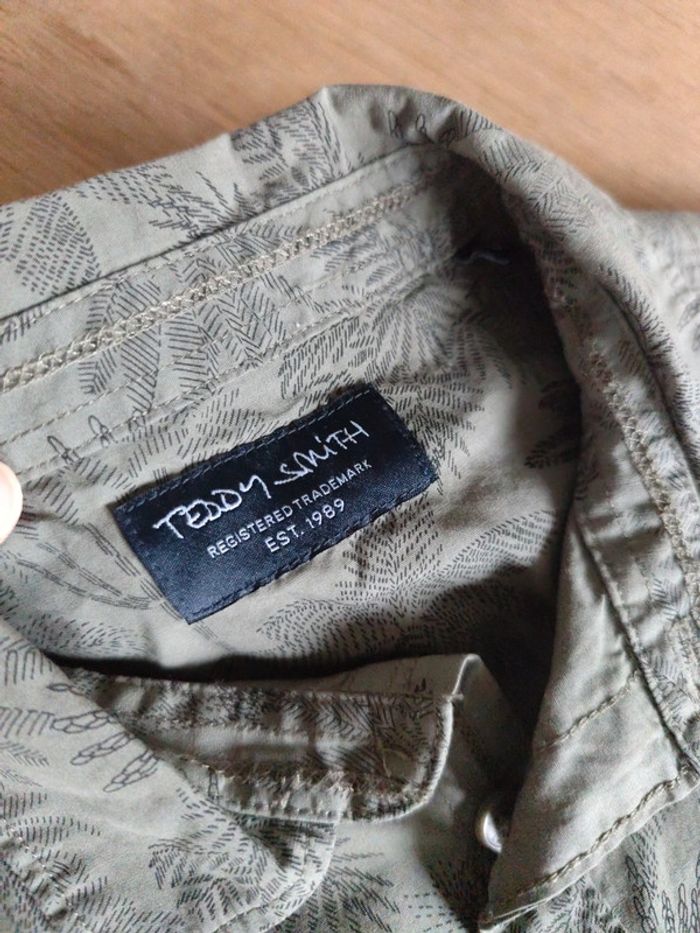 TEDDY SMITH
REGISTERED TRADEMARK
EST. 1989